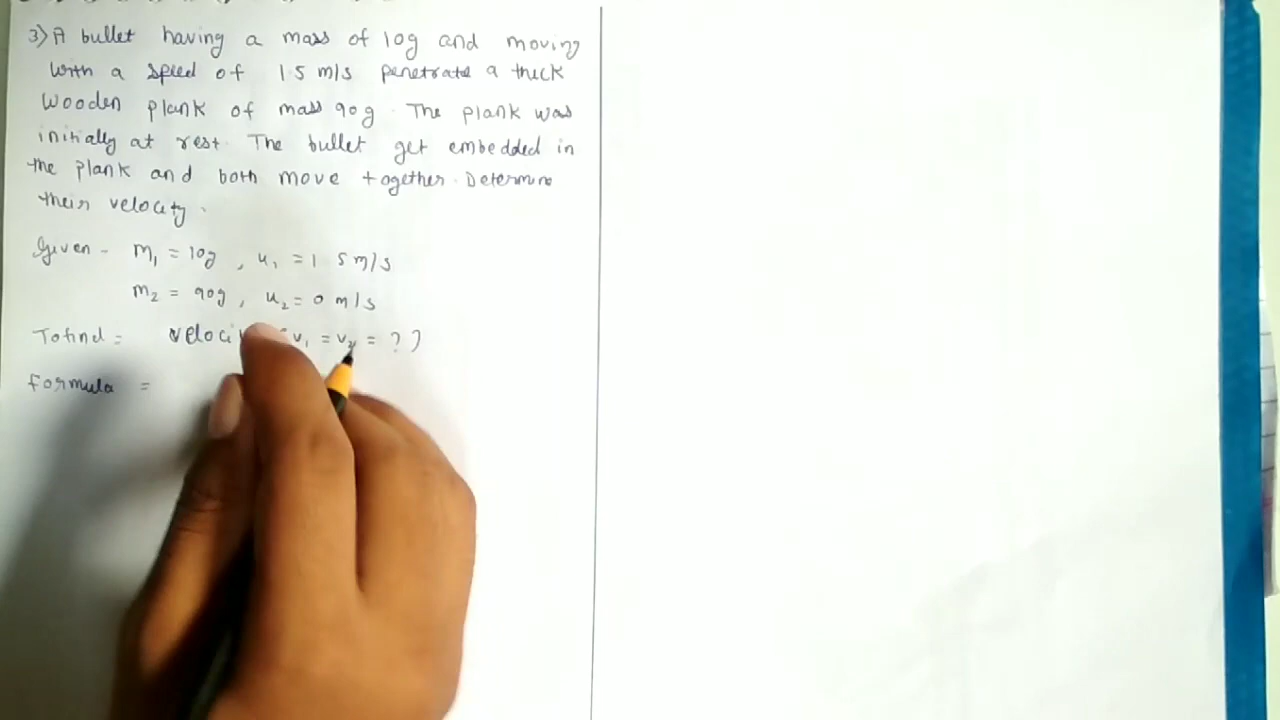 3) A bullet having a mass of 10g and moving
with a speed of 1.5 m/s penetrate a thick
wooden plank of mass 90g. The plank was
initially at rest. The bullet get embedded in
the plank and both move together. Determine
their velocity.
Given - m₁ = 10g, u₁ = 1.5 m/s
m₂ = 90g, u₂ = 0 m/s
To find = v₁ = v₂ = ??
formula =